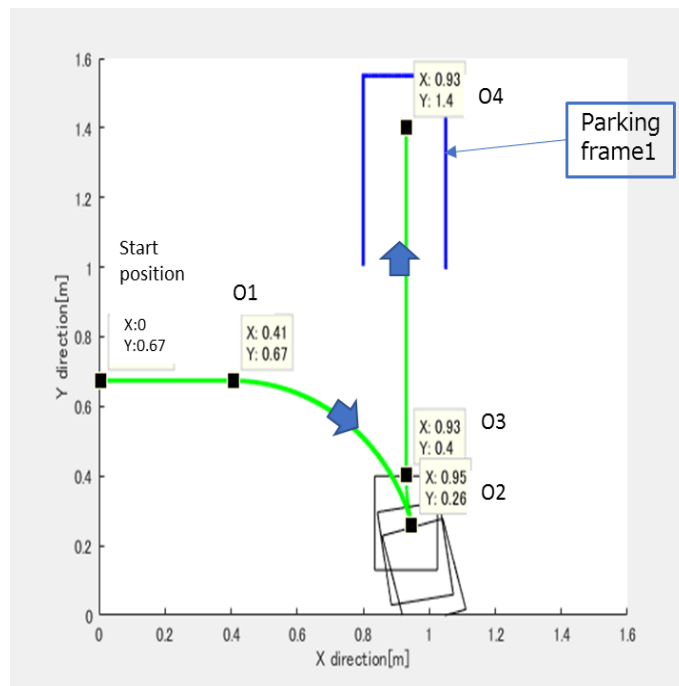 1.6
X: 0.93
Y: 1.4
O4
Parking
frame1
1.4
1.2
Start
position
1
O1
X:0
Y:0.67
X: 0.41
Y: 0.67
0.8
Y direction[m]
0.6
X: 0.93
Y: 0.4
O3
0.4
X: 0.95
Y: 0.26
O2
0.2
0
0 0.2 0.4 0.6 0.8 1 1.2 1.4 1.6
X direction[m]